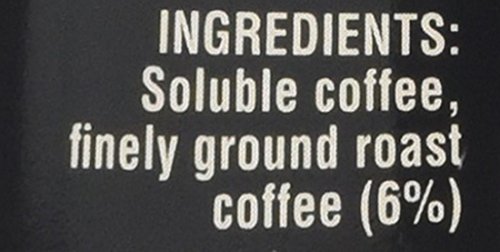 INGREDIENTS:
Soluble coffee,
finely ground roast
coffee (6%)